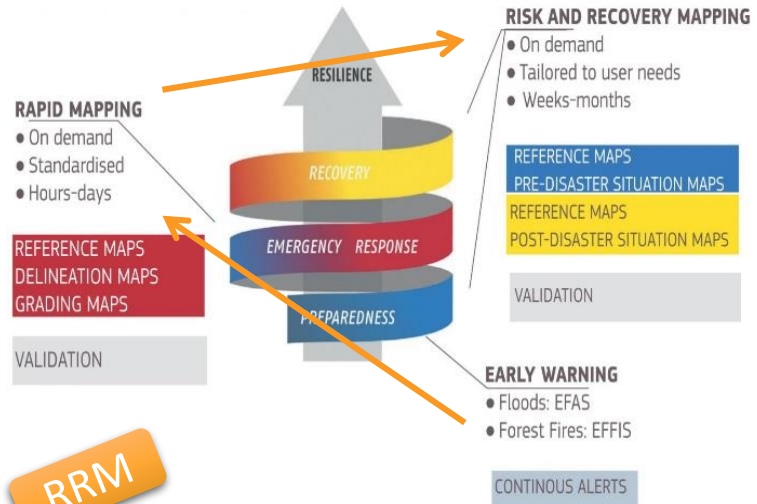 RISK AND RECOVERY MAPPING
● On demand
● Tailored to user needs
● Weeks-months
RESILIENCE
RAPID MAPPING
● On demand
● Standardised
● Hours-days
RECOVERY
REFERENCE MAPS
PRE-DISASTER SITUATION MAPS
REFERENCE MAPS
POST-DISASTER SITUATION MAPS
EMERGENCY RESPONSE
REFERENCE MAPS
DELINEATION MAPS
GRADING MAPS
VALIDATION
PREPAREDNESS
VALIDATION
EARLY WARNING
● Floods: EFAS
● Forest Fires: EFFIS
CONTINOUS ALERTS
RRM